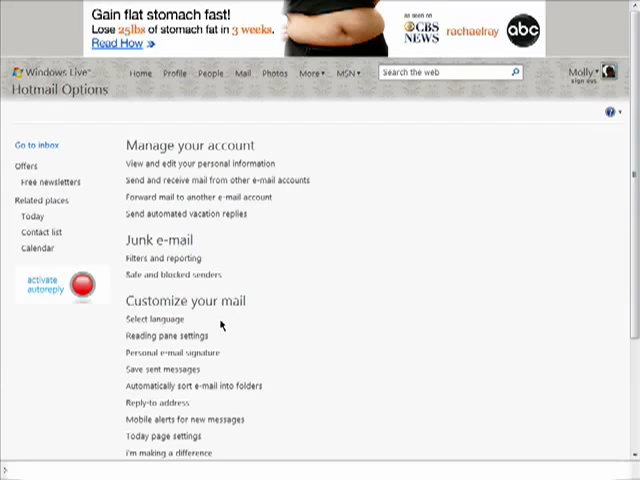 Gain flat stomach fast!
Lose 25lbs of stomach fat in 3 weeks.
Read How
as seen on
CBS NEWS
rachaelray
abc
Windows Live™
Home Profile People Mail Photos More MSN
Search the web
Molly
sign out
Hotmail Options
Go to inbox
Offers
Free newsletters
Related places
Today
Contact list
Calendar
activate
autoreply
Manage your account
View and edit your personal information
Send and receive mail from other e-mail accounts
Forward mail to another e-mail account
Send automated vacation replies
Junk e-mail
Filters and reporting
Safe and blocked senders
Customize your mail
Select language
Reading pane settings
Personal e-mail signature
Save sent messages
Automatically sort e-mail into folders
Reply-to address
Mobile alerts for new messages
Today page settings
I'm making a difference